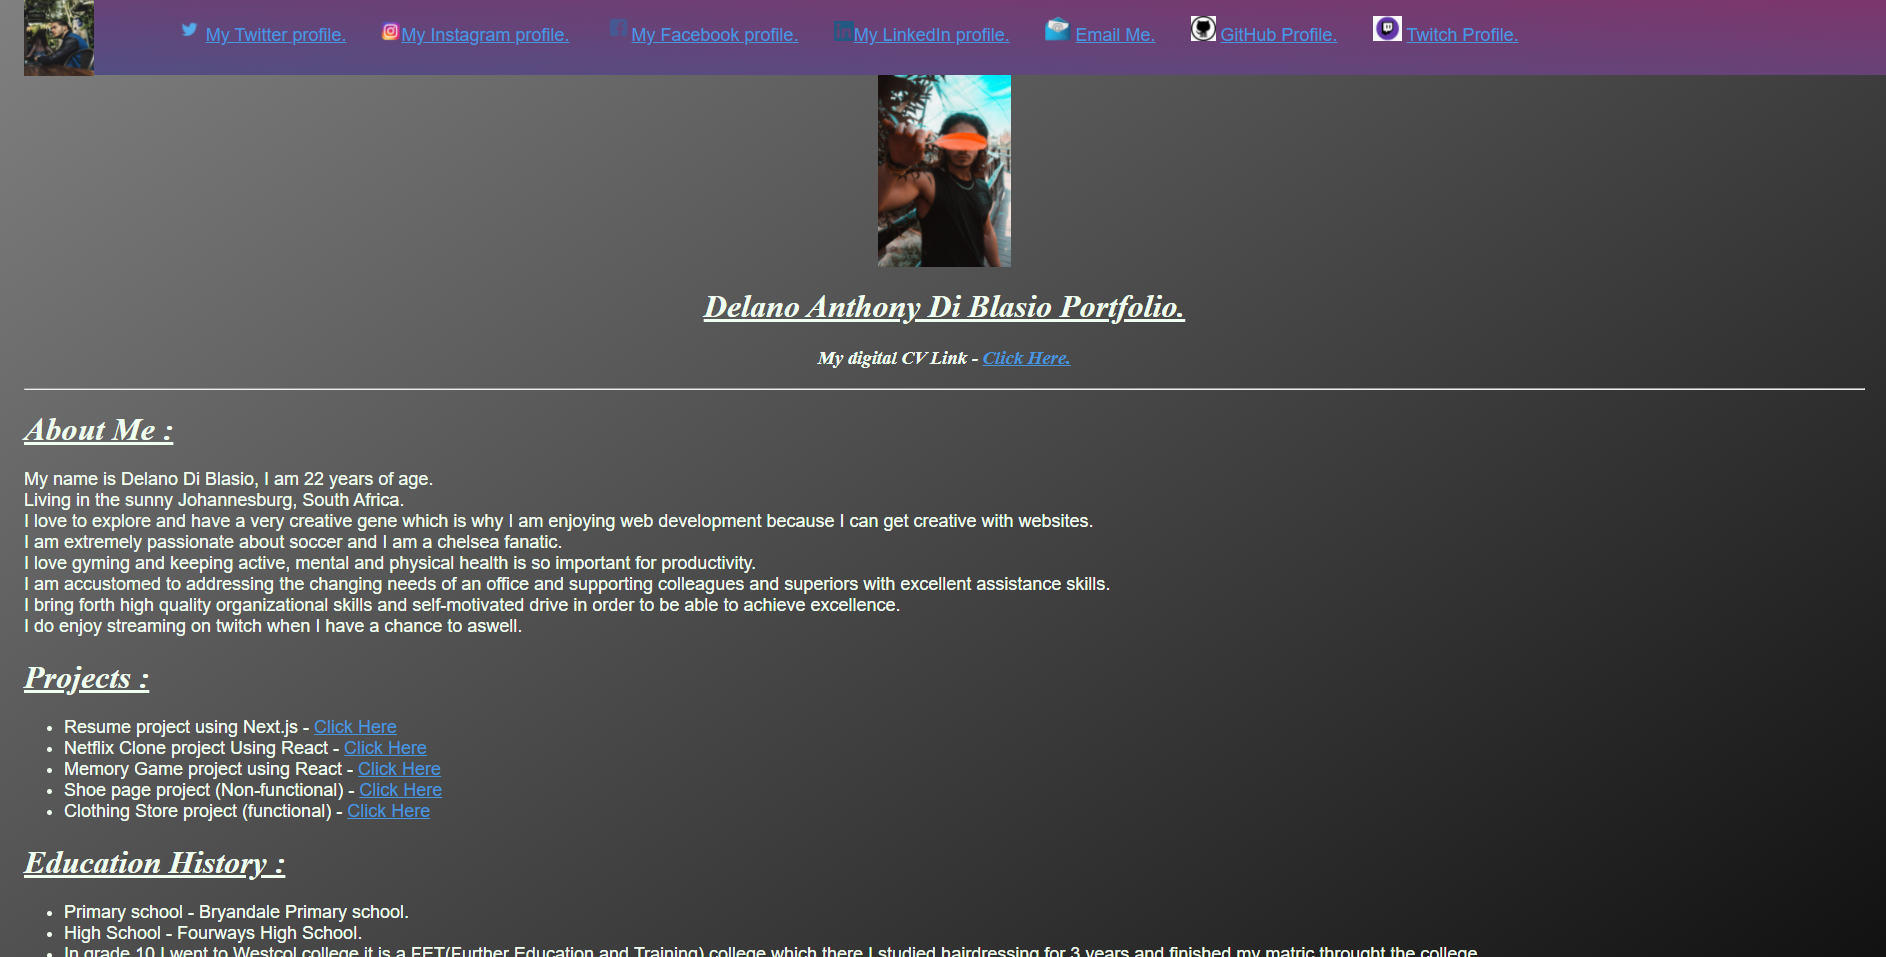 My Twitter profile. My Instagram profile. My Facebook profile. My LinkedIn profile. Email Me. GitHub Profile. Twitch Profile.
Delano Anthony Di Blasio Portfolio.
My digital CV Link - Click Here.
About Me :
My name is Delano Di Blasio, I am 22 years of age.
Living in the sunny Johannesburg, South Africa.
I love to explore and have a very creative gene which is why I am enjoying web development because I can get creative with websites.
I am extremely passionate about soccer and I am a chelsea fanatic.
I love gyming and keeping active, mental and physical health is so important for productivity.
I am accustomed to addressing the changing needs of an office and supporting colleagues and superiors with excellent assistance skills.
I bring forth high quality organizational skills and self-motivated drive in order to be able to achieve excellence.
I do enjoy streaming on twitch when I have a chance to aswell.
Projects :
• Resume project using Next.js - Click Here
• Netflix Clone project Using React - Click Here
• Memory Game project using React - Click Here
• Shoe page project (Non-functional) - Click Here
• Clothing Store project (functional) - Click Here
Education History :
• Primary school - Bryandale Primary school.
• High School - Fourways High School.
• In grade 10 I went to Westcol college it is a FET(Further Education and Training) college which there I studied hairdressing for 3 years and finished my matric throught the college.